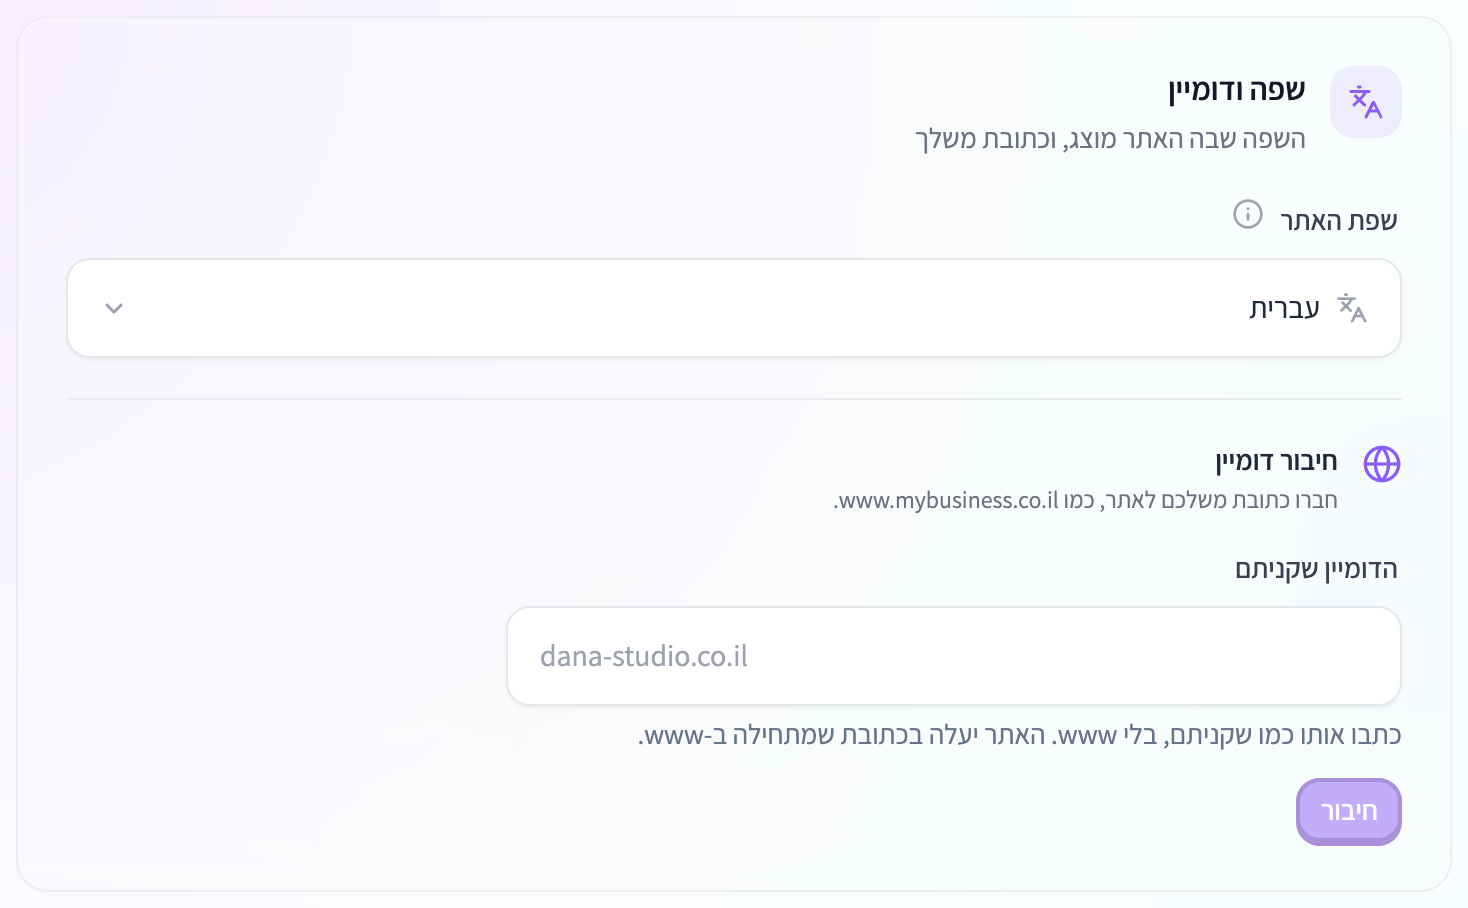 שפה ודומיין
השפה שבה האתר מוצג, וכתובת משלך
שפת האתר
עברית
חיבור דומיין
חברו כתובת משלכם לאתר, כמו www.mybusiness.co.il.
הדומיין שקניתם
dana-studio.co.il
כתבו אותו כמו שקניתם, בלי www. האתר יעלה בכתובת שמתחילה ב-www.
חיבור